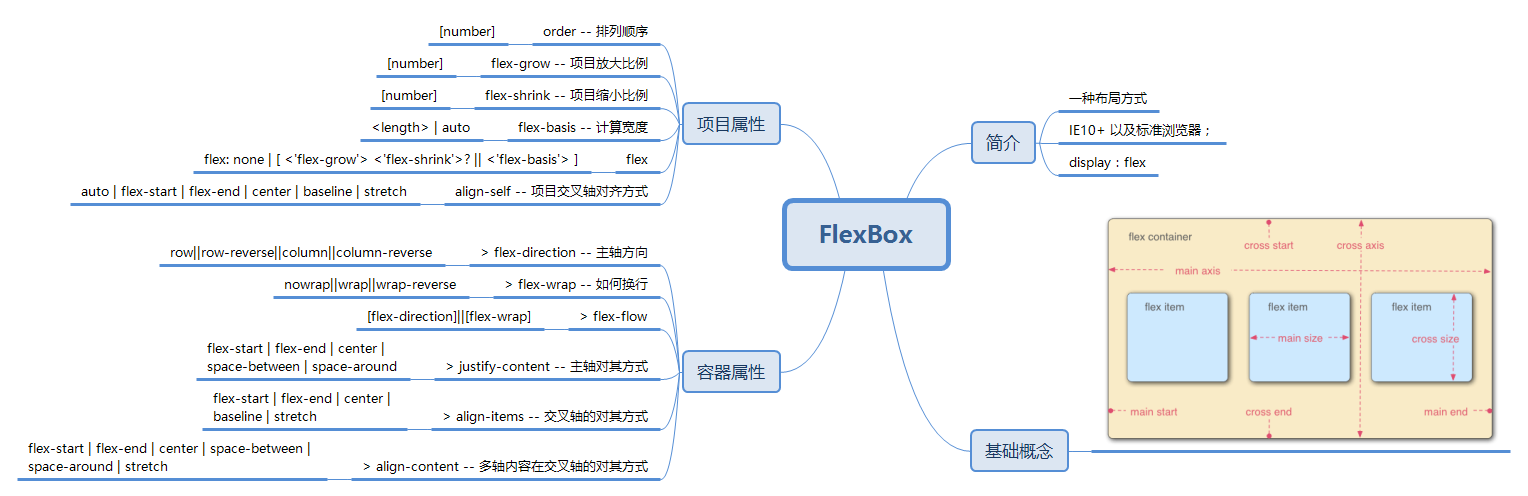 FlexBox
项目属性
order -- 排列顺序
[number]
flex-grow -- 项目放大比例
[number]
flex-shrink -- 项目缩小比例
[number]
flex-basis -- 计算宽度
<length> | auto
flex
flex: none | [ <'flex-grow'> <'flex-shrink'>? || <'flex-basis'> ]
align-self -- 项目交叉轴对齐方式
auto | flex-start | flex-end | center | baseline | stretch
容器属性
> flex-direction -- 主轴方向
row||row-reverse||column||column-reverse
> flex-wrap -- 如何换行
nowrap||wrap||wrap-reverse
> flex-flow
[flex-direction]||[flex-wrap]
> justify-content -- 主轴对其方式
flex-start | flex-end | center |
space-between | space-around
> align-items -- 交叉轴的对其方式
flex-start | flex-end | center |
baseline | stretch
> align-content -- 多轴内容在交叉轴的对其方式
flex-start | flex-end | center | space-between |
space-around | stretch
简介
一种布局方式
IE10+ 以及标准浏览器；
display：flex
基础概念
flex container
cross start
cross axis
main axis
flex item
flex item
flex item
main size
cross size
main start
cross end
main end